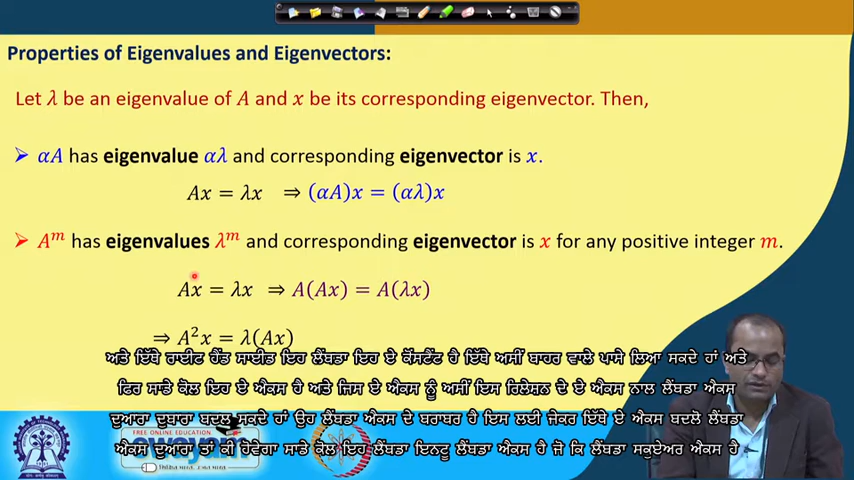 Properties of Eigenvalues and Eigenvectors:
Let λ be an eigenvalue of A and x be its corresponding eigenvector. Then,
➢ αA has eigenvalue αλ and corresponding eigenvector is x.
Ax = λx ⇒ (αA)x = (αλ)x
➢ A^m has eigenvalues λ^m and corresponding eigenvector is x for any positive integer m.
Ax = λx ⇒ A(Ax) = A(λx)
⇒ A²x = λ(Ax)
ਅਤੇ ਇੱਥੇ ਰਾਈਟ ਹੈਂਡ ਸਾਈਡ ਇਹ ਲੈਂਬਡਾ ਇਹ ਏ ਕੌਂਸਟੈਂਟ ਹੈ ਇੱਥੇ ਅਸੀਂ ਬਾਹਰ ਵਾਲੇ ਪਾਸੇ ਲਿਆ ਸਕਦੇ ਹਾਂ ਅਤੇ
ਫਿਰ ਸਾਡੇ ਕੋਲ ਇਹ ਏ ਐਕਸ ਹੈ ਅਤੇ ਜਿਸ ਏ ਐਕਸ ਨੂੰ ਅਸੀਂ ਇਸ ਰਿਲੇਸ਼ਨ ਦੇ ਏ ਐਕਸ ਨਾਲ ਲੈਂਬਡਾ ਐਕਸ
ਦੁਆਰਾ ਦੁਬਾਰਾ ਬਦਲ ਸਕਦੇ ਹਾਂ ਉਹ ਲੈਂਬਡਾ ਐਕਸ ਦੇ ਬਰਾਬਰ ਹੈ ਇਸ ਲਈ ਜੇਕਰ ਇੱਥੇ ਏ ਐਕਸ ਬਦਲੋ ਲੈਂਬਡਾ
ਐਕਸ ਦੁਆਰਾ ਤਾਂ ਕੀ ਹੋਵੇਗਾ ਸਾਡੇ ਕੋਲ ਇਹ ਲੈਂਬਡਾ ਇਨਟੂ ਲੈਂਬਡਾ ਐਕਸ ਹੈ ਜੋ ਕਿ ਲੈਂਬਡਾ ਸਕੁਏਅਰ ਐਕਸ ਹੈ
FREE ONLINE EDUCATION
swayam